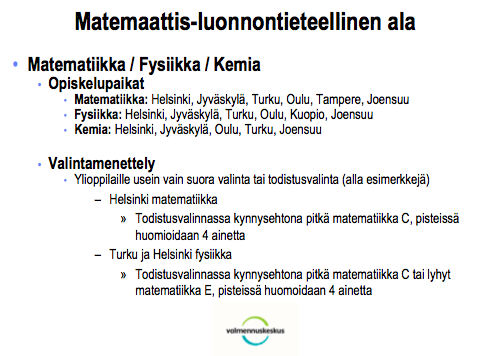 Matemaattis-luonnontieteellinen ala
• Matematiikka / Fysiikka / Kemia
• Opiskelupaikat
• Matematiikka: Helsinki, Jyväskylä, Turku, Oulu, Tampere, Joensuu
• Fysiikka: Helsinki, Jyväskylä, Turku, Oulu, Kuopio, Joensuu
• Kemia: Helsinki, Jyväskylä, Oulu, Turku, Joensuu
• Valintamenettely
• Ylioppilaille usein vain suora valinta tai todistusvalinta (alla esimerkejä)
– Helsinki matematiikka
» Todistusvalinnassa kynnysehtona pitkä matematiikka C, pisteissä
huomioidaan 4 ainetta
– Turku ja Helsinki fysiikka
» Todistusvalinnassa kynnysehtona pitkä matematiikka C tai lyhyt
matematiikka E, pisteissä huomoidaan 4 ainetta
valmennuskeskus